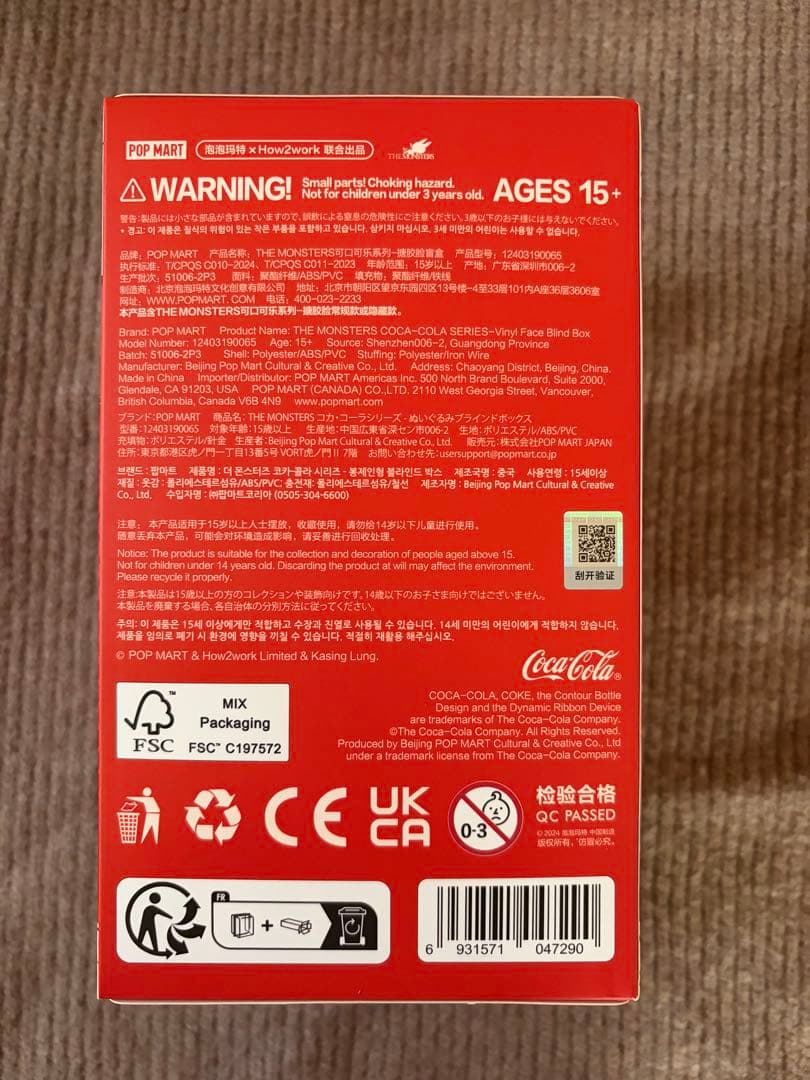 POP MART 泡泡玛特×How2work 联合出品 THE MONSTERS
WARNING! Small parts! Choking hazard. Not for children under 3 years old. AGES 15+
警告:製品には小さな部品が含まれていますので、誤飲による窒息の危険性にご注意ください。3歳以下のお子様には与えないでください。
* 경고: 이 제품은 질식의 위험이 있는 작은 부품을 포함하고 있습니다. 삼키지 마십시오. 3세 미만의 어린이는 사용할 수 없습니다.
品牌：POP MART 产品名称：THE MONSTERS可口可乐系列-搪胶脸盲盒 产品型号：12403190065
执行标准：T/CPQS C010-2024、T/CPQS C011-2023 年龄范围：15岁以上 产地：广东省深圳市006-2
生产批次：51006-2P3 面料：聚酯纤维/ABS/PVC 填充物：聚酯纤维/铁线
制造商：北京泡泡玛特文化创意有限公司 地址：北京市朝阳区望京东园四区13号楼-4至33层101内A座36层3606室
网址：WWW.POPMART.COM 电话：400-023-2233
本产品含THE MONSTERS可口可乐系列-搪胶脸常规款或隐藏款。
Brand: POP MART Product Name: THE MONSTERS COCA-COLA SERIES-Vinyl Face Blind Box
Model Number: 12403190065 Age: 15+ Source: Shenzhen006-2, Guangdong Province
Batch: 51006-2P3 Shell: Polyester/ABS/PVC Stuffing: Polyester/Iron Wire
Manufacturer: Beijing Pop Mart Cultural & Creative Co., Ltd. Address: Chaoyang District, Beijing, China.
Made in China Importer/Distributor: POP MART Americas Inc. 500 North Brand Boulevard, Suite 2000,
Glendale, CA 91203, USA POP MART (CANADA) CO.,LTD. 2110 West Georgia Street, Vancouver,
British Columbia, Canada V6B 4N9 www.popmart.com
ブランド:POP MART 商品名：THE MONSTERS コカ・コーラシリーズ - ぬいぐるみブラインドボックス
型番:12403190065 対象年齢:15歳以上 生産地:中国広東省深セン市006-2 生地：ポリエステル/ABS/PVC
充填物:ポリエステル/針金 生産者:Beijing Pop Mart Cultural & Creative Co., Ltd. 販売元：株式会社POP MART JAPAN
住所:東京都港区虎ノ門一丁目13番5号 VORT虎ノ門Ⅱ 7階 お問い合わせ先:usersupport@popmart.co.jp
브랜드 : 팝마트 제품명 : 더 몬스터즈 코카-콜라 시리즈 - 봉제인형 블라인드 박스 제조국명 : 중국 사용연령 : 15세이상
재질 : 옷감 : 폴리에스테르섬유/ABS/PVC; 충전재: 폴리에스테르섬유/철선 제조자명 : Beijing Pop Mart Cultural & Creative
Co., Ltd. 수입자명 : ㈜팝마트코리아 (0505-304-6600)
注意： 本产品适用于15岁以上人士摆放，收藏使用，请勿给14岁以下儿童进行使用。
随意丢弃本产品，可能会对环境造成影响，请妥善进行回收处理。
Notice: The product is suitable for the collection and decoration of people aged above 15.
Not for children under 14 years old. Discarding the product at will may affect the environment.
Please recycle it properly.
注意:本製品は15歳以上の方のコレクションや装飾向けです。14歳以下のお子さま向けではございません。
本製品を廃棄する場合、各自治体の分別方法に従ってください。
주의: 이 제품은 15세 이상에게만 적합하고 수장과 진열로 사용될 수 있습니다. 14세 미만의 어린이에게 적합하지 않습니다.
제품을 임의로 폐기 시 환경에 영향을 끼칠 수 있습니다. 적절히 재활용 해주십시오.
刮开验证
© POP MART & How2work Limited & Kasing Lung.
Coca-Cola®
COCA-COLA, COKE, the Contour Bottle
Design and the Dynamic Ribbon Device
are trademarks of The Coca-Cola Company.
©The Coca-Cola Company. All Rights Reserved.
Produced by Beijing POP MART Cultural & Creative Co., Ltd
under a trademark license from The Coca-Cola Company.
FSC™
MIX
Packaging
FSC™ C197572
CE
UK
CA
0-3
检验合格
QC PASSED
© 2024 泡泡玛特 中国制造
版权所有，仿冒必究。
FR
+
6 931571 047290